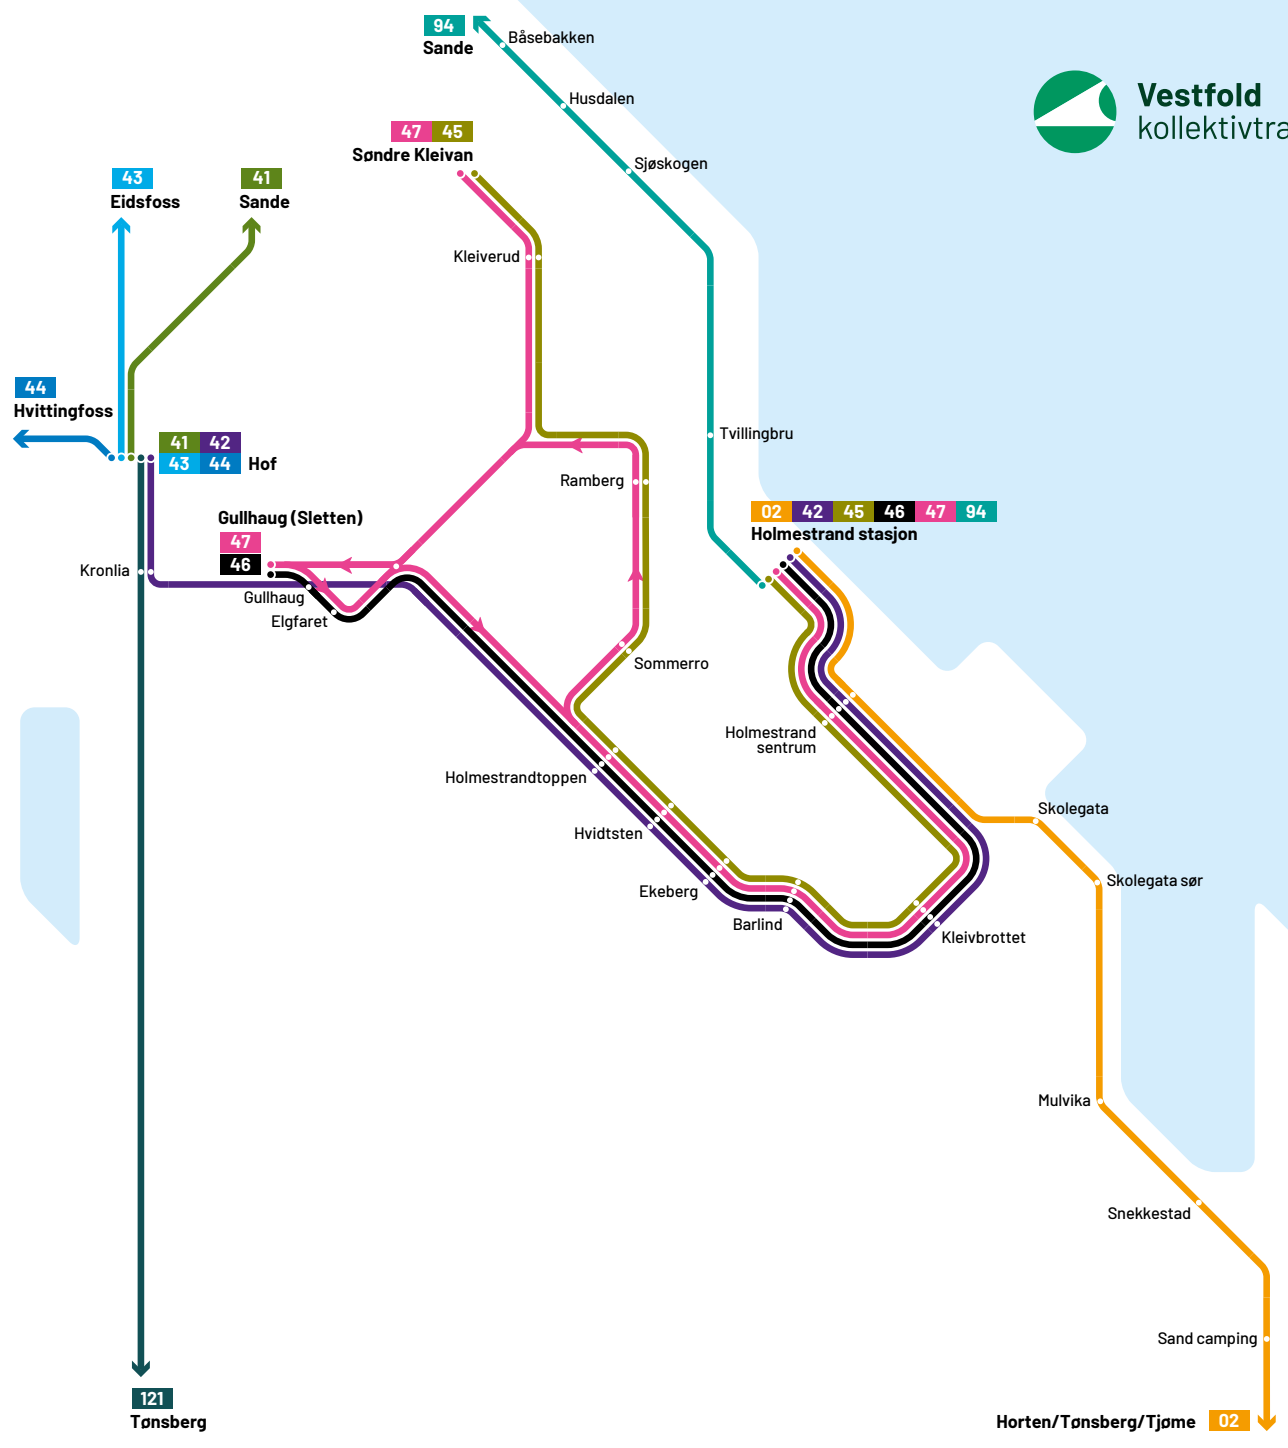 94
Sande
Båsebakken
Husdalen
Vestfold
kollektivtra
47 45
Søndre Kleivan
Sjøskogen
43
Eidsfoss
41
Sande
Kleiverud
44
Hvittingfoss
41 42
43 44 Hof
Tvillingbru
Ramberg
Gullhaug (Sletten)
47
46
02 42 45 46 47 94
Holmestrand stasjon
Kronlia
Gullhaug
Elgfaret
Sommerro
Holmestrand
sentrum
Holmestrandtoppen
Skolegata
Hvidtsten
Skolegata sør
Ekeberg
Barlind
Kleivbrottet
Mulvika
Snekkestad
Sand camping
121
Tønsberg
Horten/Tønsberg/Tjøme 02